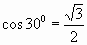 cos 30⁰ = √3/2